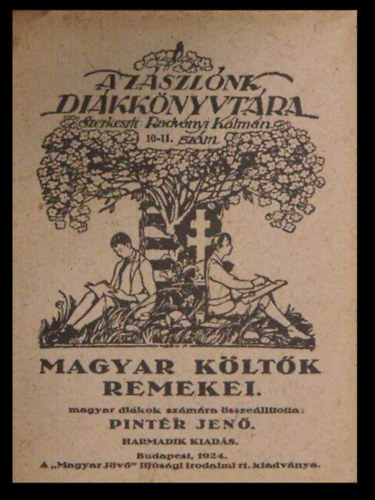 A ZÁSZLÓNK
DIÁKKÖNYVTÁRA
Szerkeszti Radványi Kálmán
10-11. szám
MAGYAR KÖLTŐK
REMEKEI.
magyar diákok számára összeállította:
PINTÉR JENŐ.
HARMADIK KIADÁS.
Budapest, 1924.
A „Magyar Jövő" Ifjúsági Irodalmi rt. kiadványa.